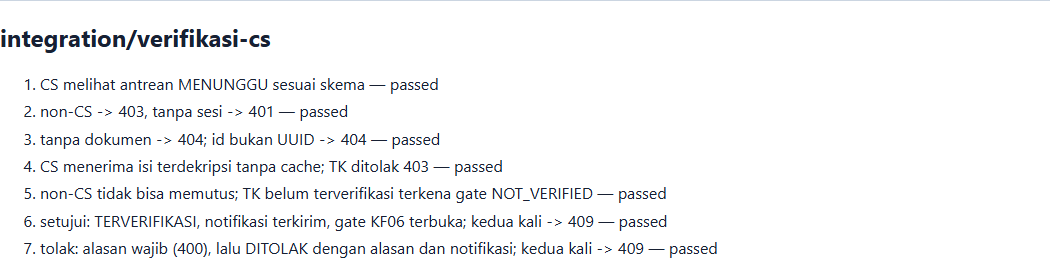 integration/verifikasi-cs
1. CS melihat antrean MENUNGGU sesuai skema — passed
2. non-CS -> 403, tanpa sesi -> 401 — passed
3. tanpa dokumen -> 404; id bukan UUID -> 404 — passed
4. CS menerima isi terdekripsi tanpa cache; TK ditolak 403 — passed
5. non-CS tidak bisa memutus; TK belum terverifikasi terkena gate NOT_VERIFIED — passed
6. setujui: TERVERIFIKASI, notifikasi terkirim, gate KF06 terbuka; kedua kali -> 409 — passed
7. tolak: alasan wajib (400), lalu DITOLAK dengan alasan dan notifikasi; kedua kali -> 409 — passed